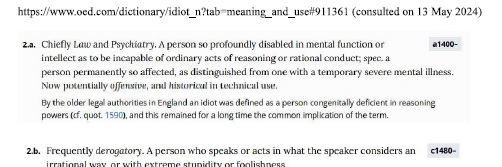 https://www.oed.com/dictionary/idiot_n?tab=meaning_and_use#911361 (consulted on 13 May 2024)
2.a. Chiefly Law and Psychiatry. A person so profoundly disabled in mental function or a1400–
intellect as to be incapable of ordinary acts of reasoning or rational conduct; spec. a
person permanently so affected, as distinguished from one with a temporary severe mental illness.
Now potentially offensive, and historical in technical use.
By the older legal authorities in England an idiot was defined as a person congenitally deficient in reasoning
powers (cf. quot. 1590), and this remained for a long time the common implication of the term.
2.b. Frequently derogatory. A person who speaks or acts in what the speaker considers an c1480–
irrational way, or with extreme stupidity or foolishness